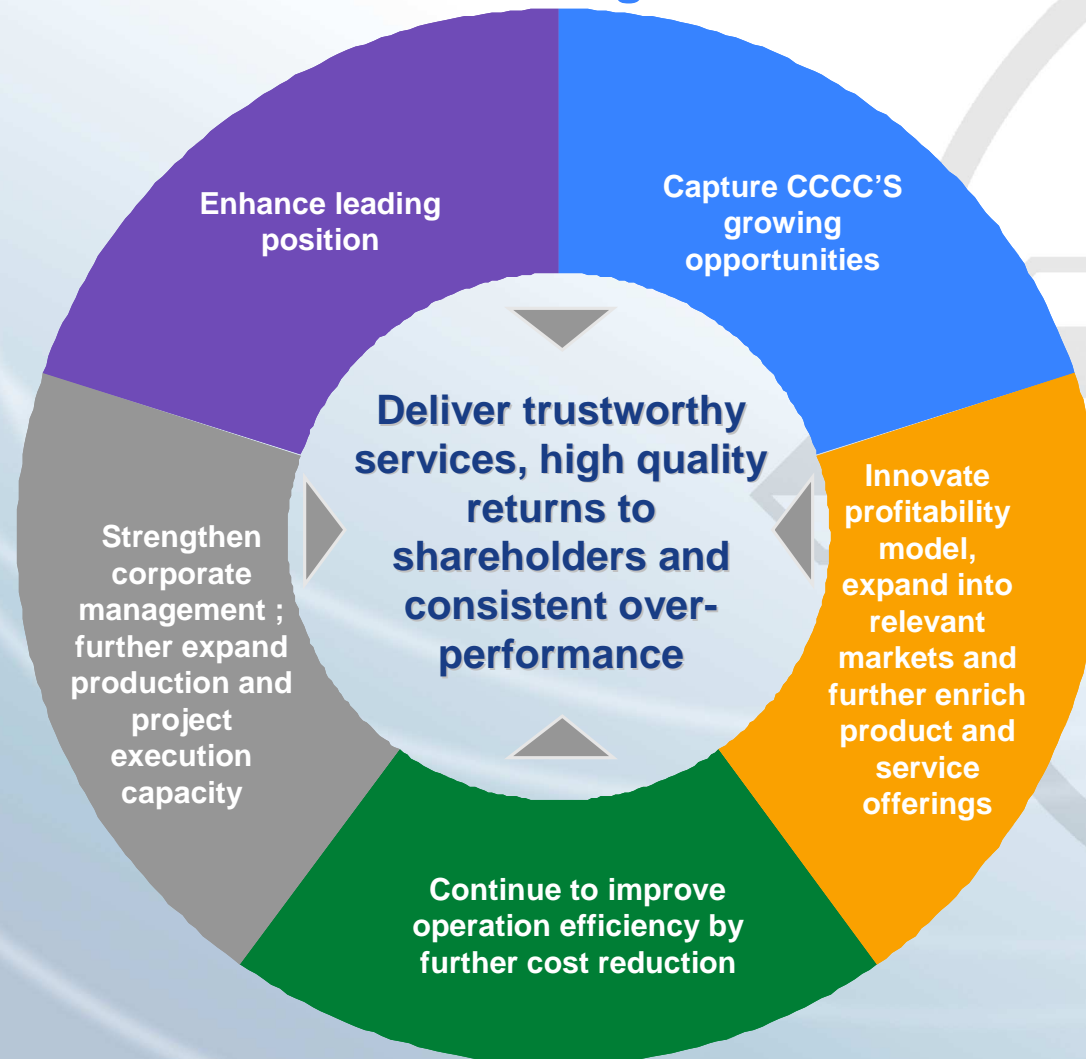 Enhance leading
position
Capture CCCC'S
growing
opportunities
Deliver trustworthy
services, high quality
returns to
shareholders and
consistent over-
performance
Innovate
profitability
model,
expand into
relevant
markets and
further enrich
product and
service
offerings
Strengthen
corporate
management ;
further expand
production and
project
execution
capacity
Continue to improve
operation efficiency by
further cost reduction